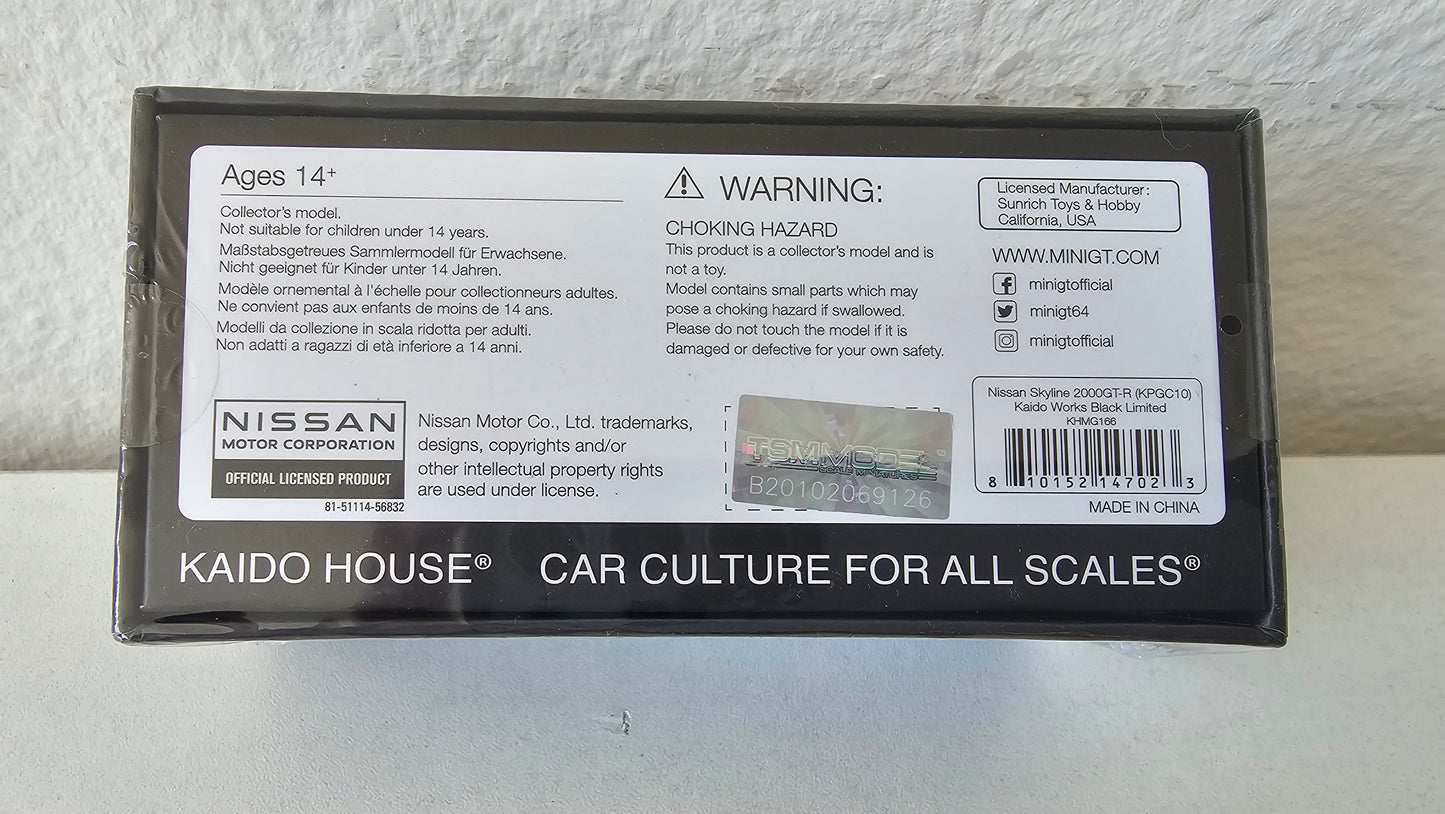 Ages 14+
Collector's model.
Not suitable for children under 14 years.
Maßstabsgetreues Sammlermodell für Erwachsene.
Nicht geeignet für Kinder unter 14 Jahren.
Modèle ornemental à l'échelle pour collectionneurs adultes.
Ne convient pas aux enfants de moins de 14 ans.
Modelli da collezione in scala ridotta per adulti.
Non adatti a ragazzi di età inferiore a 14 anni.
WARNING:
CHOKING HAZARD
This product is a collector's model and is
not a toy.
Model contains small parts which may
pose a choking hazard if swallowed.
Please do not touch the model if it is
damaged or defective for your own safety.
Licensed Manufacturer:
Sunrich Toys & Hobby
California, USA
WWW.MINIGT.COM
minigtofficial
minigt64
minigtofficial
NISSAN
MOTOR CORPORATION
OFFICIAL LICENSED PRODUCT
81-51114-56832
Nissan Motor Co., Ltd. trademarks,
designs, copyrights and/or
other intellectual property rights
are used under license.
TSM MODEL
SCALE MINIATURES
B20102069126
Nissan Skyline 2000GT-R (KPGC10)
Kaido Works Black Limited
KHMG166
8 10152 14702 3
MADE IN CHINA
KAIDO HOUSE® CAR CULTURE FOR ALL SCALES®